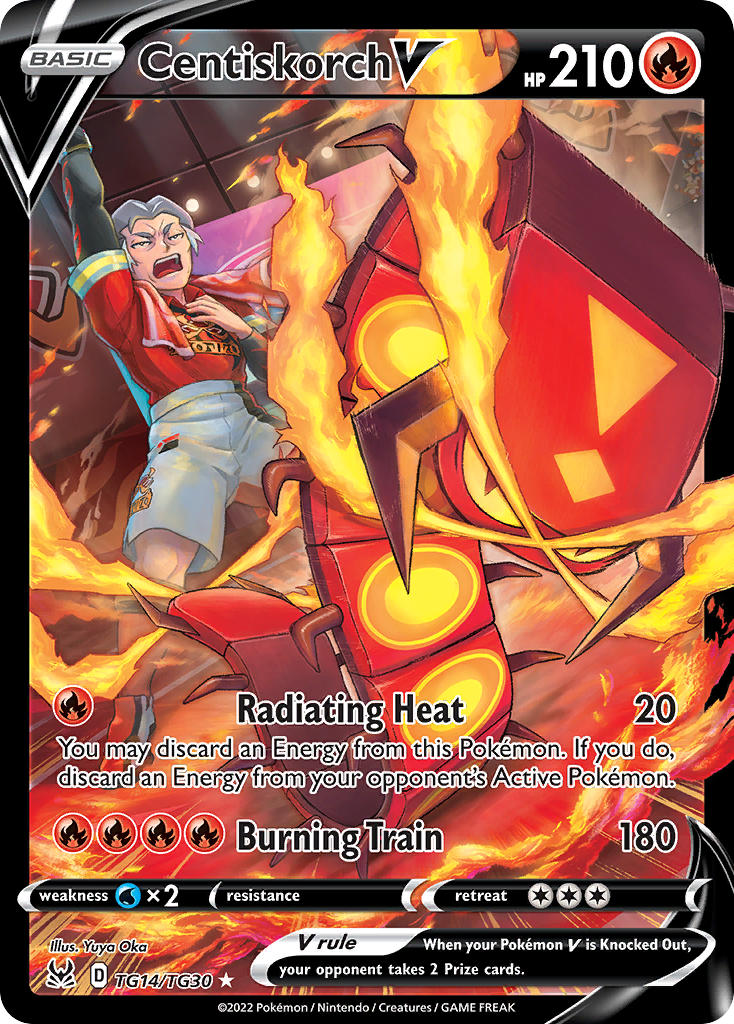 BASIC Centiskorch V HP 210
Radiating Heat 20
You may discard an Energy from this Pokémon. If you do,
discard an Energy from your opponent's Active Pokémon.
Burning Train 180
weakness ×2 resistance retreat
Illus. Yuya Oka
V rule When your Pokémon V is Knocked Out,
your opponent takes 2 Prize cards.
D TG14/TG30
©2022 Pokémon / Nintendo / Creatures / GAME FREAK